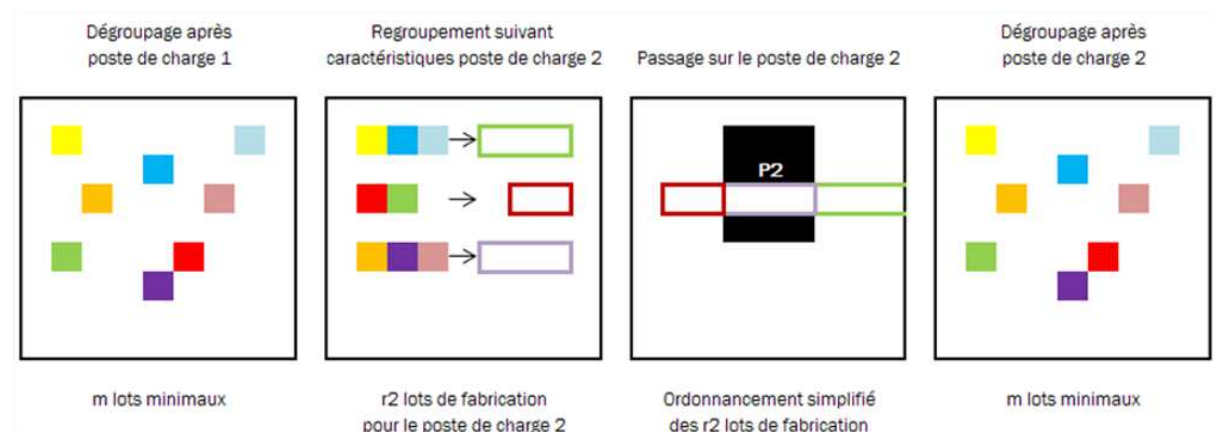 Dégroupage après
poste de charge 1
Regroupement suivant
caractéristiques poste de charge 2
Passage sur le poste de charge 2
Dégroupage après
poste de charge 2
P2
m lots minimaux
r2 lots de fabrication
pour le poste de charge 2
Ordonnancement simplifié
des r2 lots de fabrication
m lots minimaux